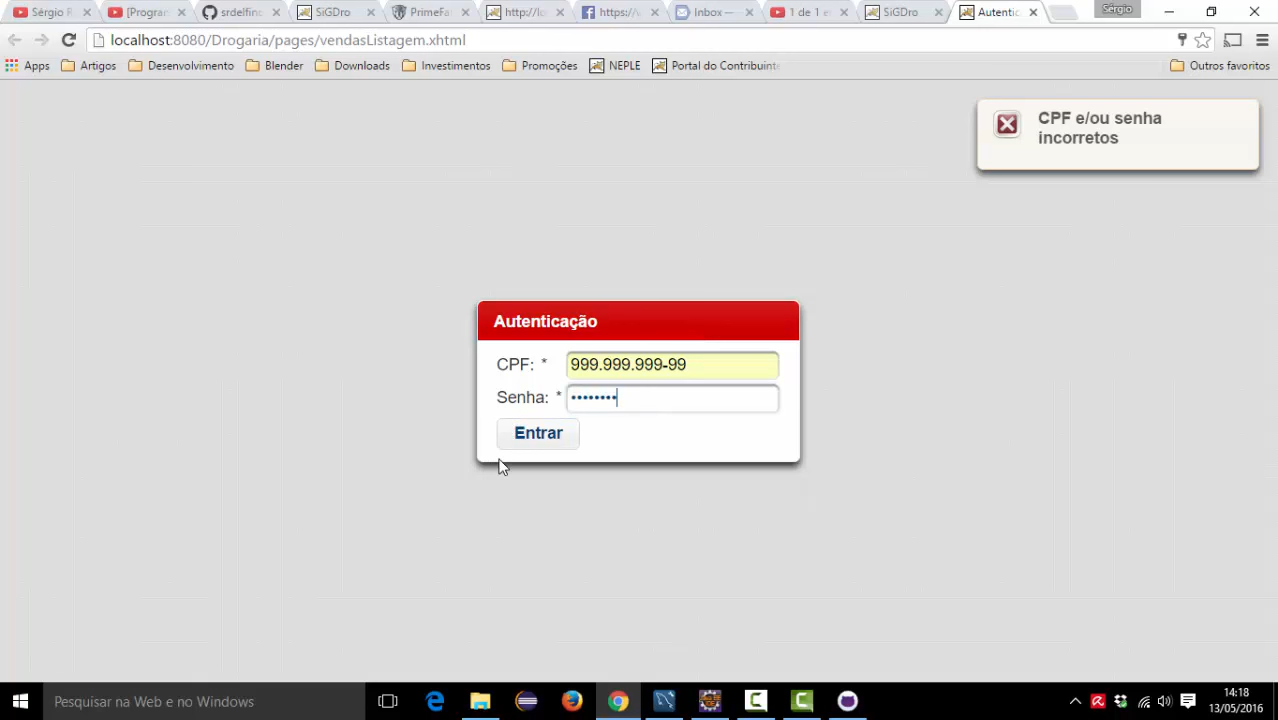 Sérgio R
[Program
srdelfino
SiGDro
PrimeFa
http://lo
https://
Inbox —
1 de 1 e
SiGDro
Autentic
Sérgio
localhost:8080/Drogaria/pages/vendasListagem.xhtml
Apps
Artigos
Desenvolvimento
Blender
Downloads
Investimentos
Promoções
NEPLE
Portal do Contribuinte
Outros favoritos
CPF e/ou senha
incorretos
Autenticação
CPF: * 999.999.999-99
Senha: * ••••••••
Entrar
Pesquisar na Web e no Windows
14:18
13/05/2016